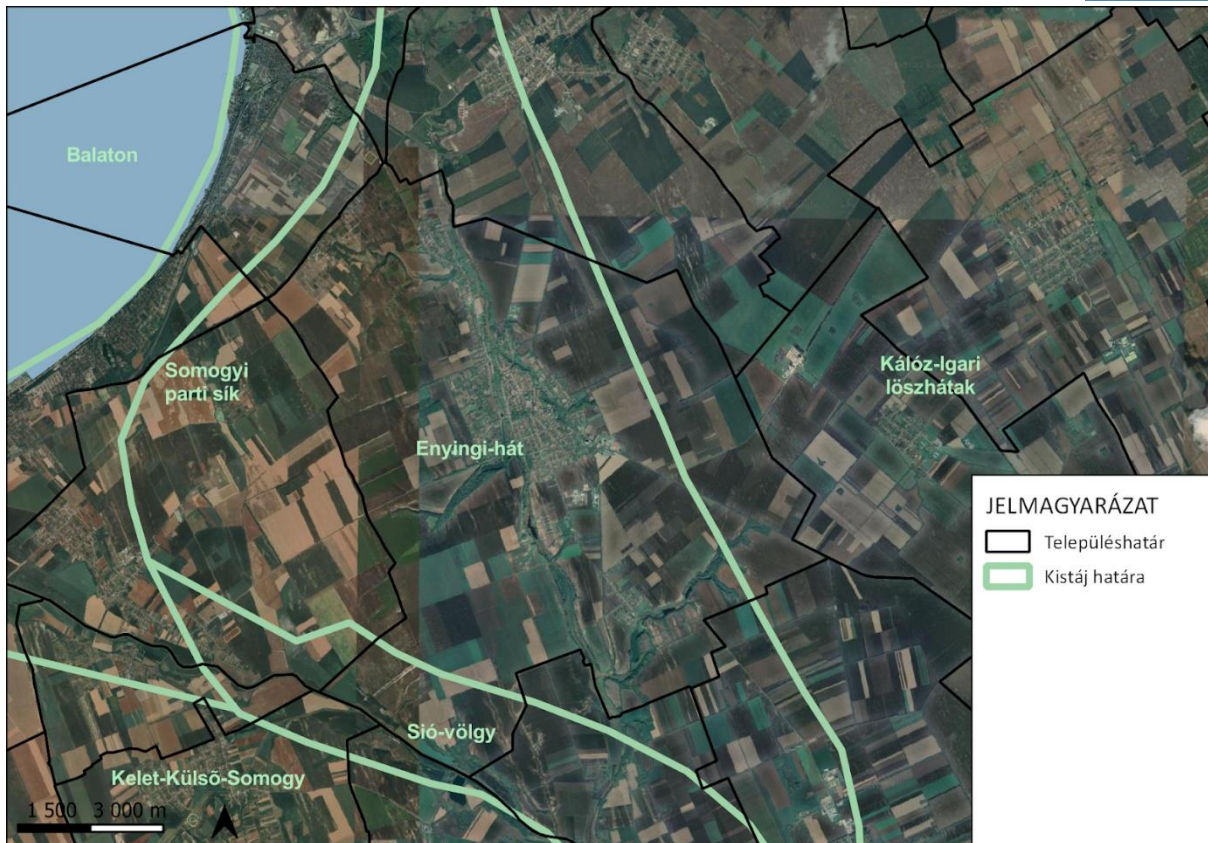 Balaton
Somogyi
parti sík
Kálóz-Igari
löszhátak
Enyingi-hát
JELMAGYARÁZAT
Településhatár
Kistáj határa
Sió-völgy
Kelet-Külső-Somogy
1 500 3 000 m